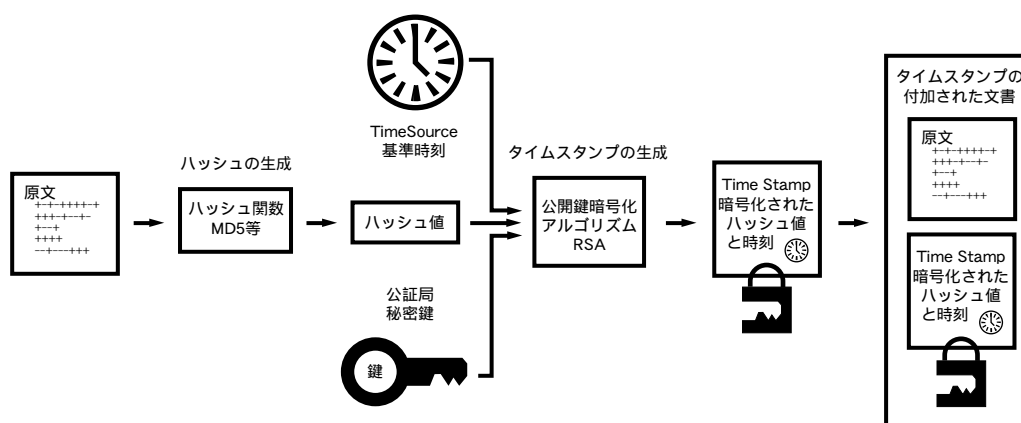 原文
+-+-++++-+
+++-+--+-
+--+
++++
--+---+++
ハッシュの生成
ハッシュ関数
MD5等
TimeSource
基準時刻
ハッシュ値
公証局
秘密鍵
鍵
タイムスタンプの生成
公開鍵暗号化
アルゴリズム
RSA
Time Stamp
暗号化された
ハッシュ値
と時刻
タイムスタンプの
付加された文書
原文
+-+-++++-+
+++-+--+-
+--+
++++
--+---+++
Time Stamp
暗号化された
ハッシュ値
と時刻